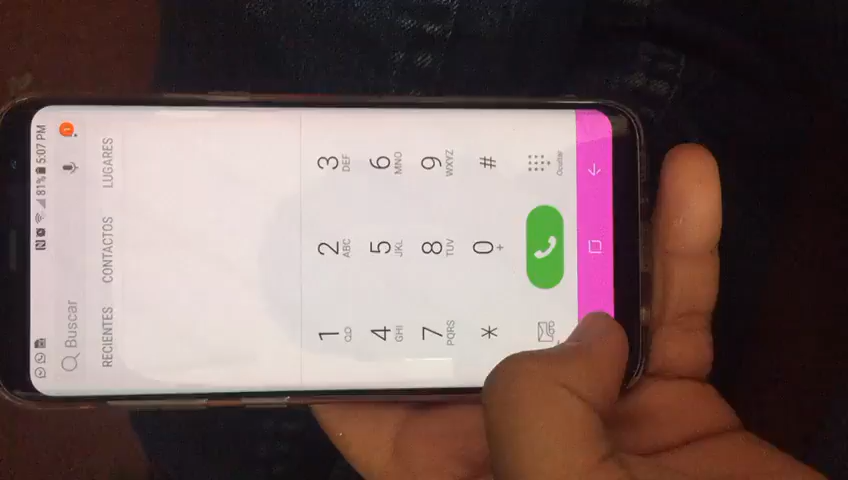 81% 5:07 PM
Buscar
1
RECIENTES CONTACTOS LUGARES
1 2 ABC 3 DEF
4 GHI 5 JKL 6 MNO
7 PQRS 8 TUV 9 WXYZ
* 0 + #
Ocultar